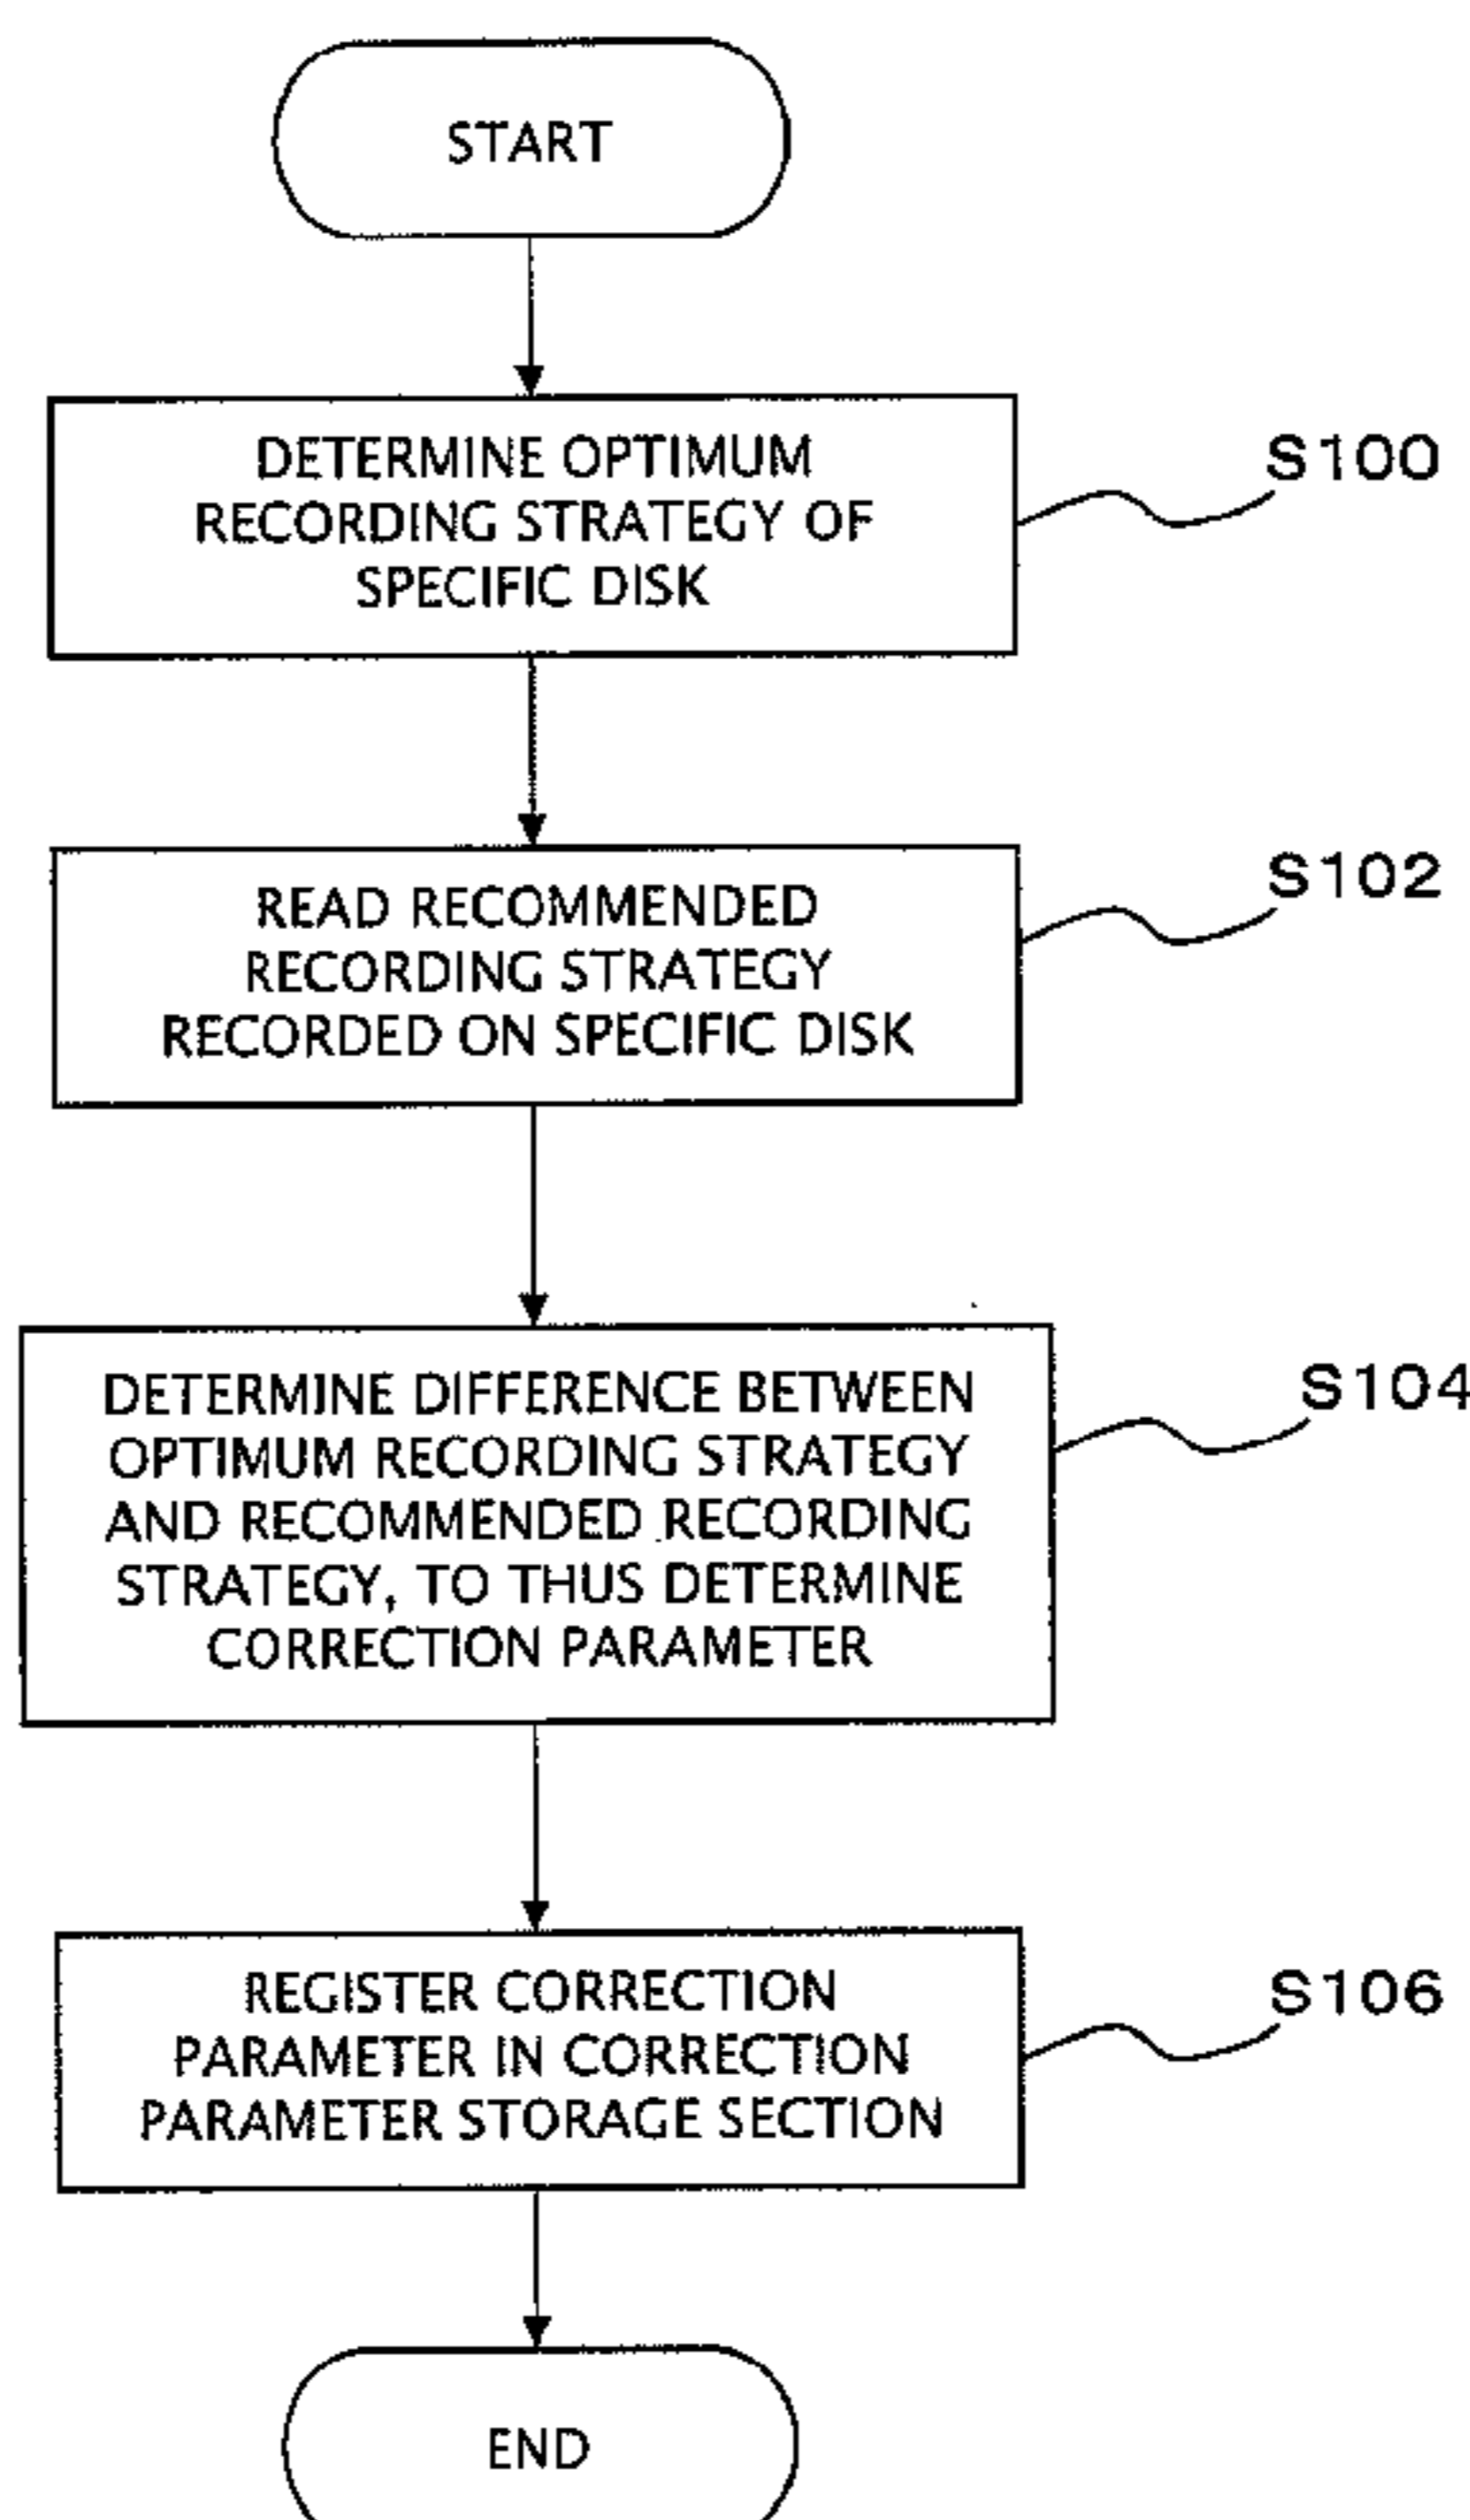 START
DETERMINE OPTIMUM
RECORDING STRATEGY OF
SPECIFIC DISK
S100
READ RECOMMENDED
RECORDING STRATEGY
RECORDED ON SPECIFIC DISK
S102
DETERMINE DIFFERENCE BETWEEN
OPTIMUM RECORDING STRATEGY
AND RECOMMENDED RECORDING
STRATEGY, TO THUS DETERMINE
CORRECTION PARAMETER
S104
REGISTER CORRECTION
PARAMETER IN CORRECTION
PARAMETER STORAGE SECTION
S106
END